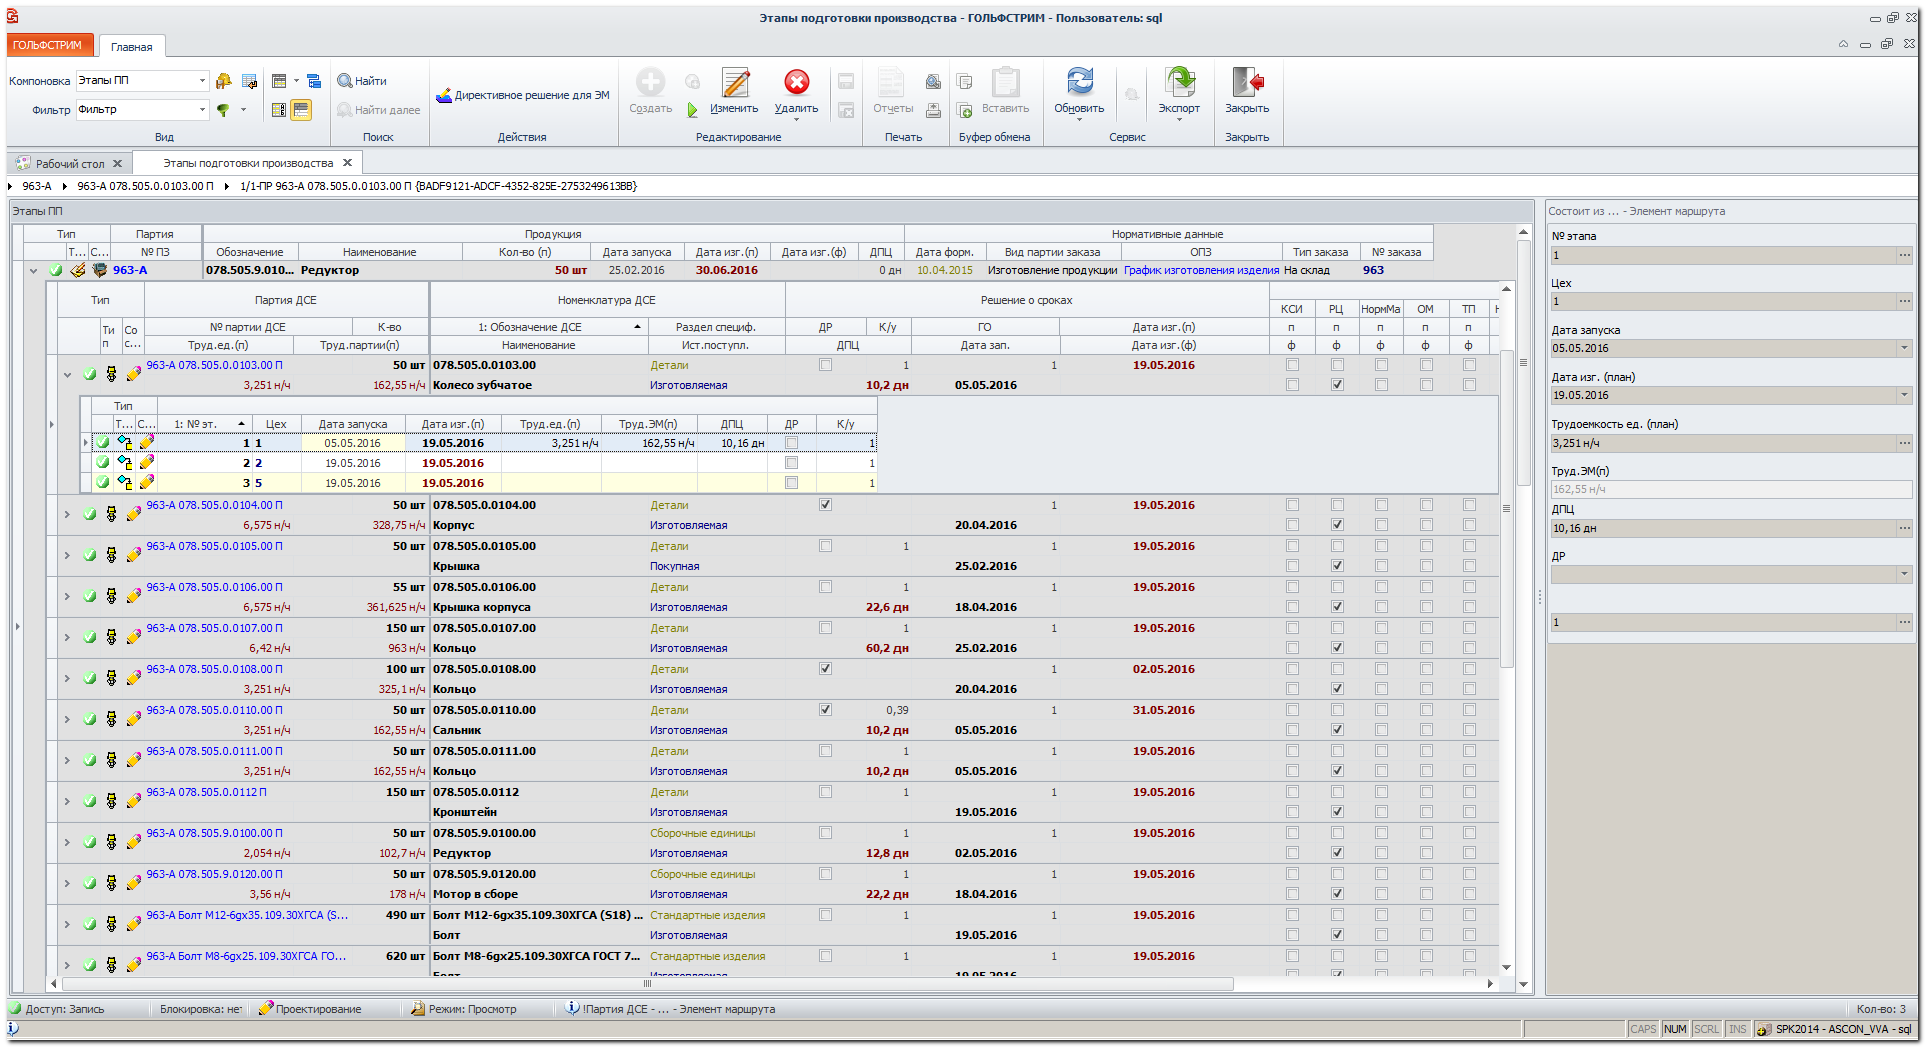 Этапы подготовки производства - ГОЛЬФСТРИМ - Пользователь: sql
ГОЛЬФСТРИМ Главная
Компоновка Этапы ПП
Фильтр Фильтр
Вид
Найти
Найти далее
Поиск
Директивное решение для ЭМ
Действия
Создать Изменить Удалить
Редактирование
Отчеты
Печать
Вставить
Буфер обмена
Обновить Экспорт
Сервис
Закрыть
Закрыть
Рабочий стол Этапы подготовки производства
963-А 963-А 078.505.0.0103.00 П 1/1-ПР 963-А 078.505.0.0103.00 П {BADF9121-ADCF-4352-825E-2753249613BB}
Этапы ПП
Тип Партия Продукция Нормативные данные
Т... С... № ПЗ Обозначение Наименование Кол-во (п) Дата запуска Дата изг.(п) Дата изг.(ф) ДПЦ Дата форм. Вид партии заказа ОПЗ Тип заказа № заказа
963-А 078.505.9.010... Редуктор 50 шт 25.02.2016 30.06.2016 0 дн 10.04.2015 Изготовление продукции График изготовления изделия На склад 963
Тип Партия ДСЕ Номенклатура ДСЕ Решение о сроках
КСИ РЦ НормМа ОМ ТП
Ти п Со с... № партии ДСЕ К-во 1: Обозначение ДСЕ Раздел специф. ДР К/у ГО Дата изг.(п) п п п п п
Труд.ед.(п) Труд.партии(п) Наименование Ист.поступл. ДПЦ Дата зап. Дата изг.(ф) ф ф ф ф ф
963-А 078.505.0.0103.00 П 50 шт 078.505.0.0103.00 Детали 1 1 19.05.2016
3,251 н/ч 162,55 н/ч Колесо зубчатое Изготовляемая 10,2 дн 05.05.2016
Тип
Т... С... 1: № эт. Цех Дата запуска Дата изг.(п) Труд.ед.(п) Труд.ЭМ(п) ДПЦ ДР К/у
1 1 05.05.2016 19.05.2016 3,251 н/ч 162,55 н/ч 10,16 дн 1
2 2 19.05.2016 19.05.2016 1
3 5 19.05.2016 19.05.2016 1
963-А 078.505.0.0104.00 П 50 шт 078.505.0.0104.00 Детали 1 19.05.2016
6,575 н/ч 328,75 н/ч Корпус Изготовляемая 20.04.2016
963-А 078.505.0.0105.00 П 50 шт 078.505.0.0105.00 Детали 1 1 19.05.2016
Крышка Покупная 25.02.2016
963-А 078.505.0.0106.00 П 55 шт 078.505.0.0106.00 Детали 1 1 19.05.2016
6,575 н/ч 361,625 н/ч Крышка корпуса Изготовляемая 22,6 дн 18.04.2016
963-А 078.505.0.0107.00 П 150 шт 078.505.0.0107.00 Детали 1 1 19.05.2016
6,42 н/ч 963 н/ч Кольцо Изготовляемая 60,2 дн 25.02.2016
963-А 078.505.0.0108.00 П 100 шт 078.505.0.0108.00 Детали 1 02.05.2016
3,251 н/ч 325,1 н/ч Кольцо Изготовляемая 20.04.2016
963-А 078.505.0.0110.00 П 50 шт 078.505.0.0110.00 Детали 0,39 1 31.05.2016
3,251 н/ч 162,55 н/ч Сальник Изготовляемая 10,2 дн 05.05.2016
963-А 078.505.0.0111.00 П 50 шт 078.505.0.0111.00 Детали 1 1 19.05.2016
3,251 н/ч 162,55 н/ч Кольцо Изготовляемая 10,2 дн 05.05.2016
963-А 078.505.0.0112 П 150 шт 078.505.0.0112 Детали 1 1 19.05.2016
Кронштейн Изготовляемая 19.05.2016
963-А 078.505.9.0100.00 П 50 шт 078.505.9.0100.00 Сборочные единицы 1 1 19.05.2016
2,054 н/ч 102,7 н/ч Редуктор Изготовляемая 12,8 дн 02.05.2016
963-А 078.505.9.0120.00 П 50 шт 078.505.9.0120.00 Сборочные единицы 1 1 19.05.2016
3,56 н/ч 178 н/ч Мотор в сборе Изготовляемая 22,2 дн 18.04.2016
963-А Болт М12-6gх35.109.30ХГСА (S... 490 шт Болт М12-6gх35.109.30ХГСА (S18) ... Стандартные изделия 1 1 19.05.2016
Болт Изготовляемая 19.05.2016
963-А Болт М8-6gх25.109.30ХГСА ГО... 620 шт Болт М8-6gх25.109.30ХГСА ГОСТ 7... Стандартные изделия 1 1 19.05.2016
Болт Изготовляемая 19.05.2016
Состоит из ... - Элемент маршрута
№ этапа
1
Цех
1
Дата запуска
05.05.2016
Дата изг. (план)
19.05.2016
Трудоемкость ед. (план)
3,251 н/ч
Труд.ЭМ(п)
162,55 н/ч
ДПЦ
10,16 дн
ДР
1
Доступ: Запись Блокировка: нет Проектирование Режим: Просмотр !Партия ДСЕ - ... - Элемент маршрута Кол-во: 3
CAPS NUM SCRL INS SPK2014 - ASCON_VVA - sql